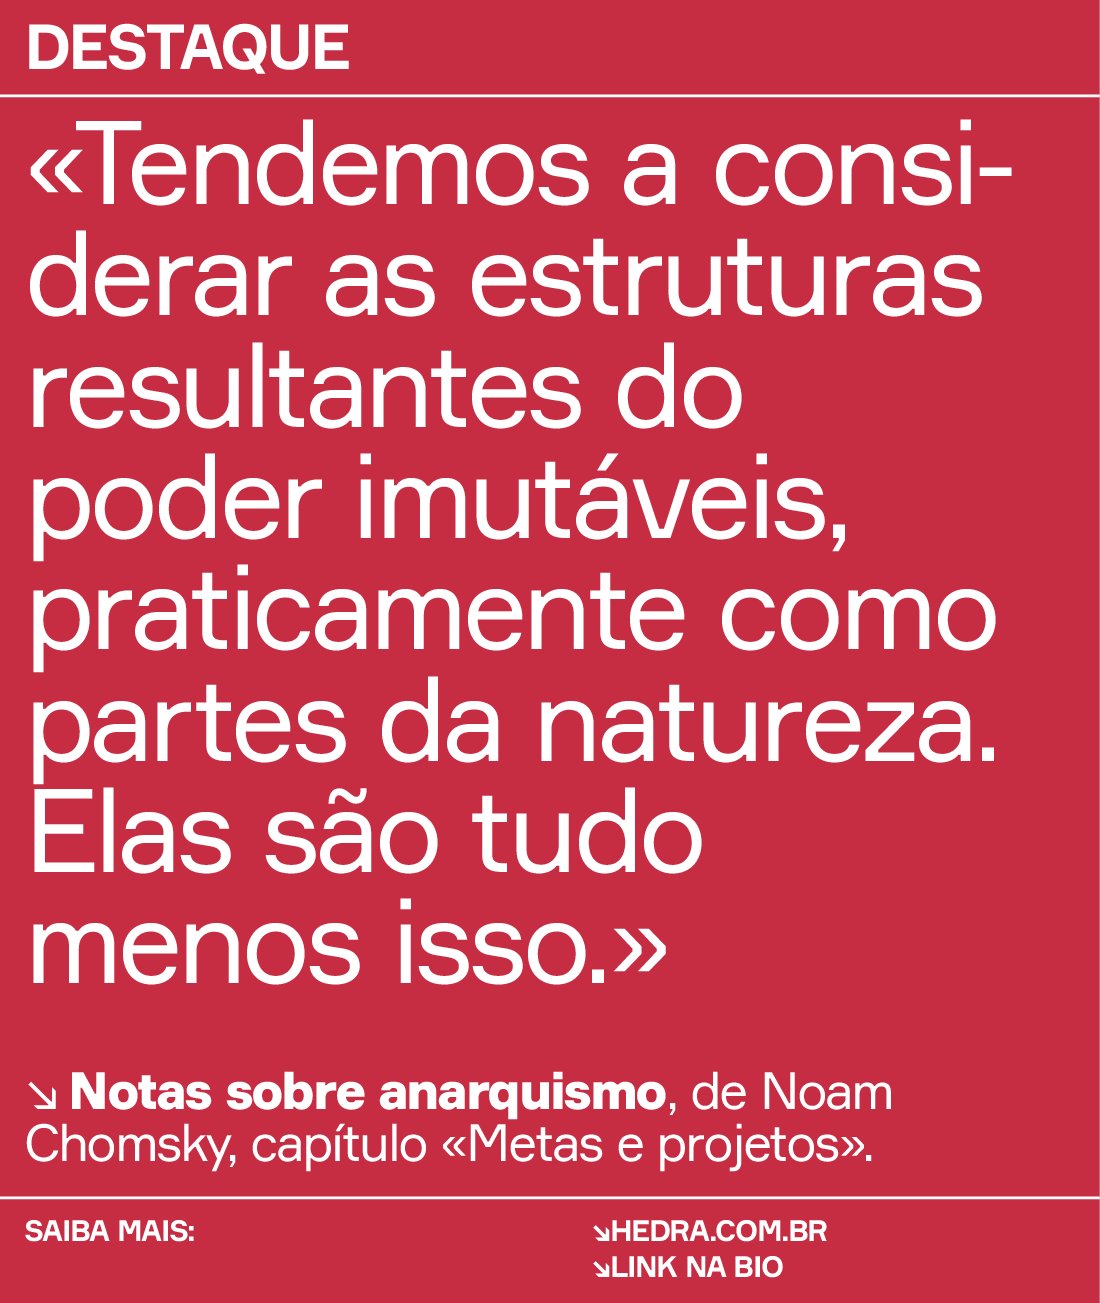 DESTAQUE
«Tendemos a consi-
derar as estruturas
resultantes do
poder imutáveis,
praticamente como
partes da natureza.
Elas são tudo
menos isso.»
↘ Notas sobre anarquismo, de Noam
Chomsky, capítulo «Metas e projetos».
SAIBA MAIS:
↘HEDRA.COM.BR
↘LINK NA BIO